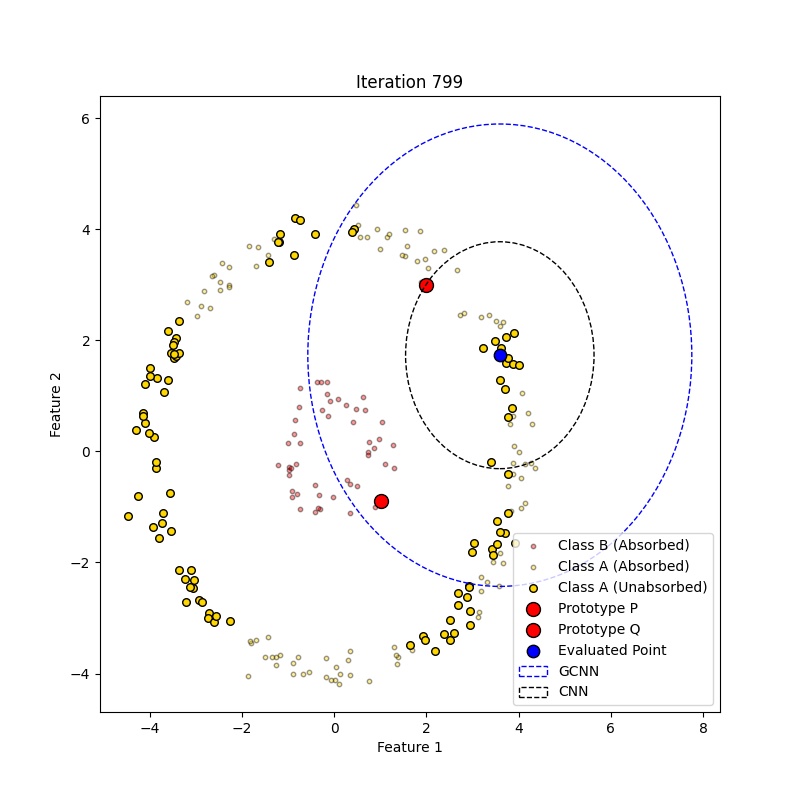 Iteration 799
6
4
2
0
−2
−4
Feature 2
−4 −2 0 2 4 6 8
Feature 1
Class B (Absorbed)
Class A (Absorbed)
Class A (Unabsorbed)
Prototype P
Prototype Q
Evaluated Point
GCNN
CNN